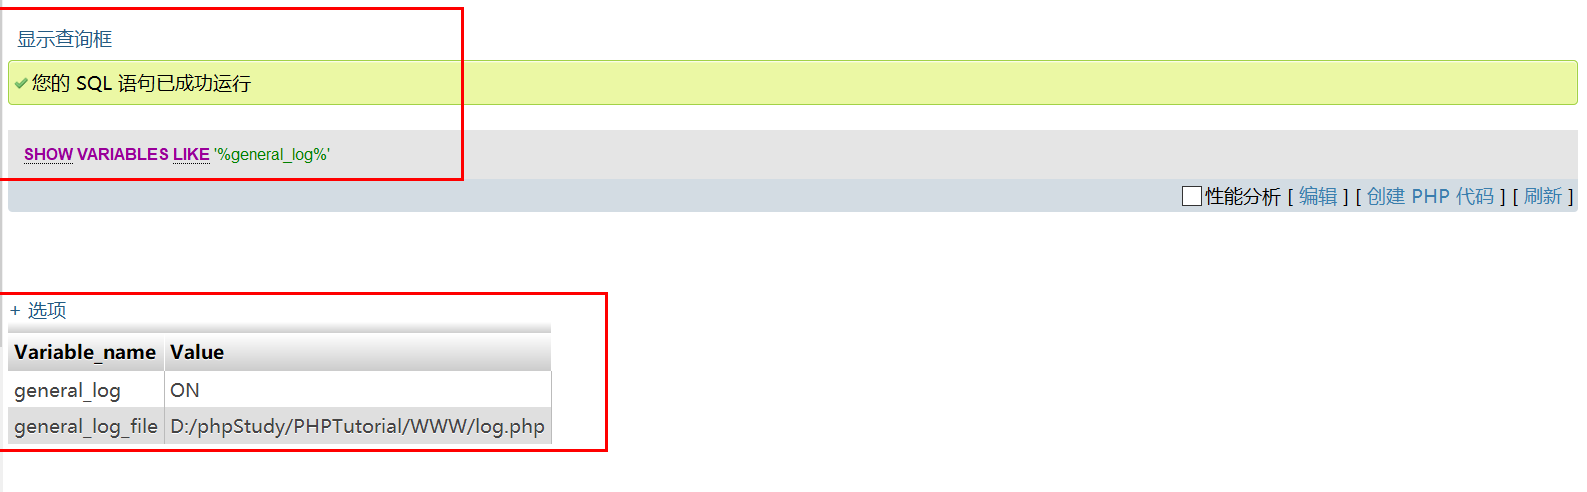 显示查询框
您的 SQL 语句已成功运行
SHOW VARIABLES LIKE '%general_log%'
性能分析 [ 编辑 ] [ 创建 PHP 代码 ] [ 刷新 ]
+ 选项
Variable_name Value
general_log ON
general_log_file D:/phpStudy/PHPTutorial/WWW/log.php